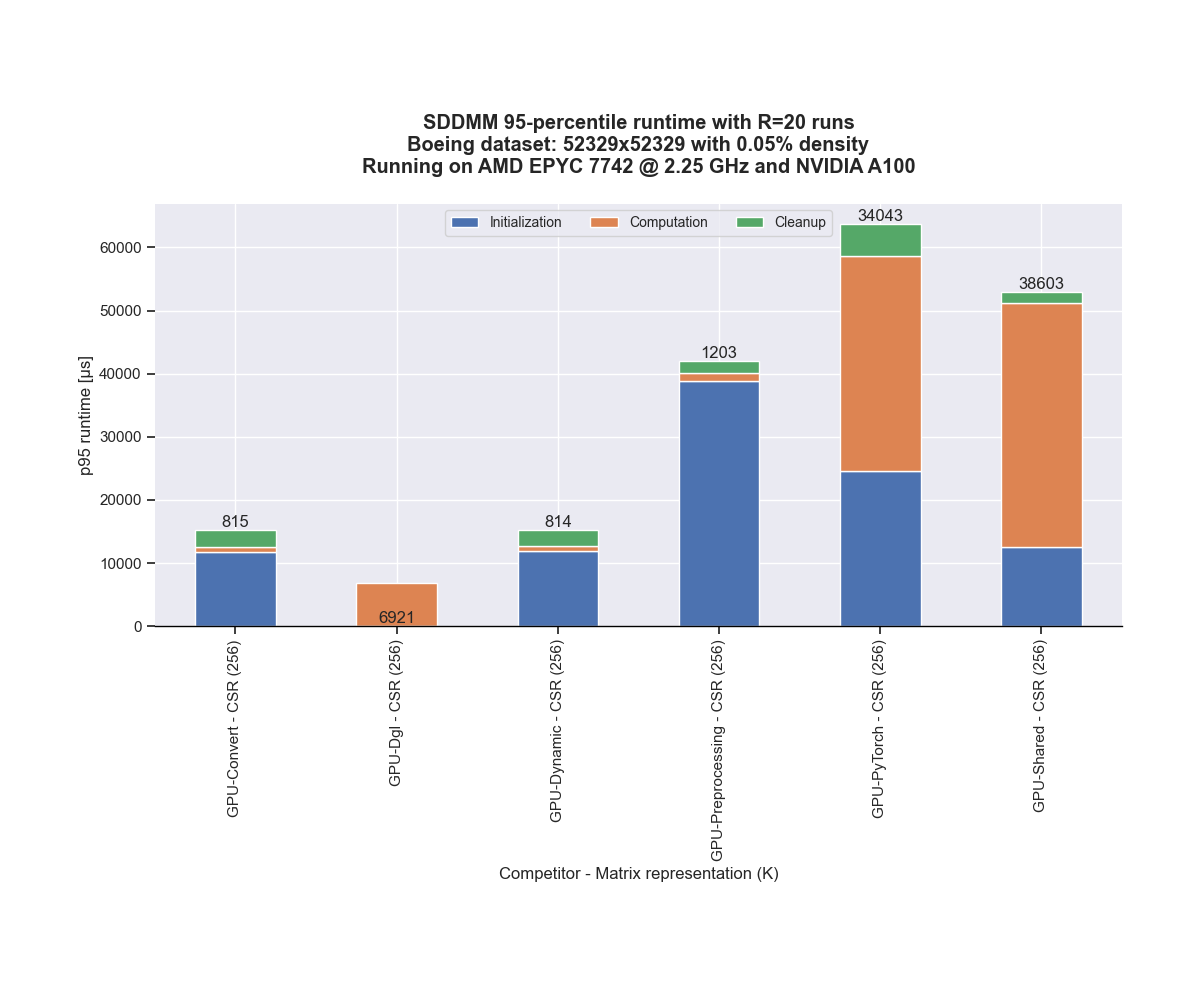 SDDMM 95-percentile runtime with R=20 runs
Boeing dataset: 52329x52329 with 0.05% density
Running on AMD EPYC 7742 @ 2.25 GHz and NVIDIA A100
Initialization
Computation
Cleanup
p95 runtime [µs]
60000
50000
40000
30000
20000
10000
0
815
6921
814
1203
34043
38603
GPU-Convert - CSR (256)
GPU-Dgl - CSR (256)
GPU-Dynamic - CSR (256)
GPU-Preprocessing - CSR (256)
GPU-PyTorch - CSR (256)
GPU-Shared - CSR (256)
Competitor - Matrix representation (K)